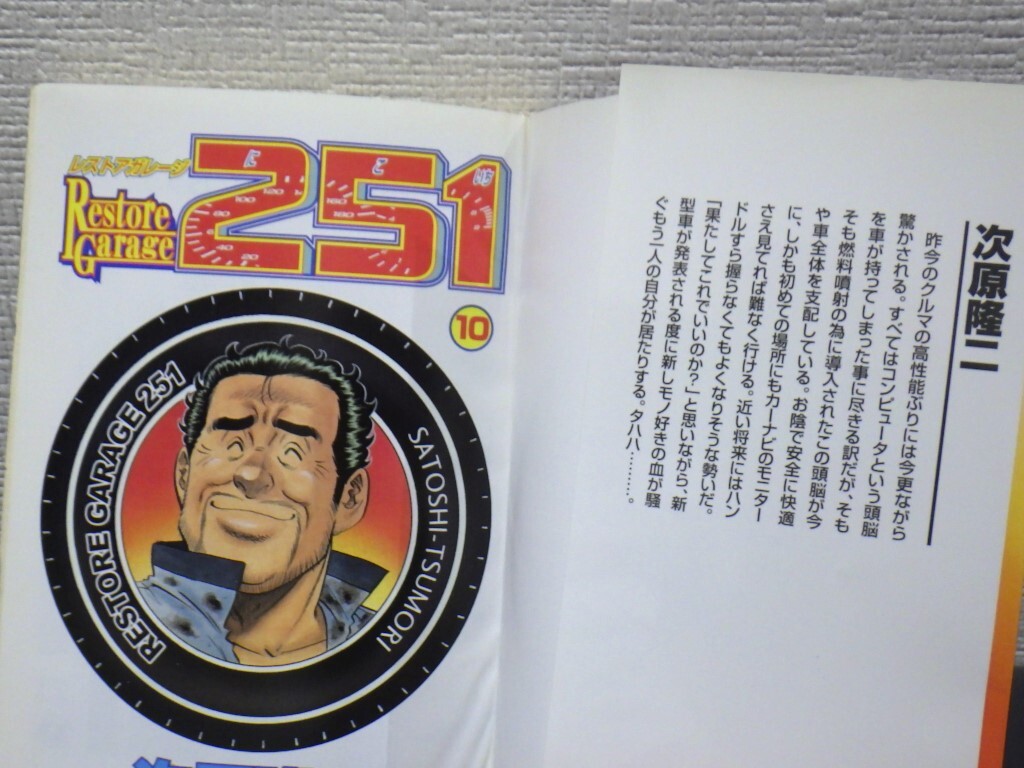 レストアガレージ
Restore
Garage
251
に
こ
いち
10
RESTORE GARAGE 251
SATOSHI-TSUMORI
次原隆二
昨今のクルマの高性能ぶりには今更ながら
驚かされる。すべてはコンピュータという頭脳
を車が持ってしまった事に尽きる訳だが、そも
そも燃料噴射の為に導入されたこの頭脳が今
や車全体を支配している。お陰で安全に快適
に、しかも初めての場所にもカーナビのモニター
さえ見てれば難なく行ける。近い将来にはハン
ドルすら握らなくてもよくなりそうな勢いだ。
「果たしてこれでいいのか?」と思いながら、新
型車が発表される度に新しモノ好きの血が騒
ぐもう一人の自分が居たりする。タハハ………。